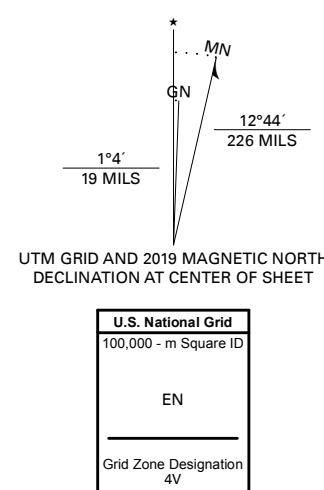 ★
MN
GN
12°44´
226 MILS
1°4´
19 MILS
UTM GRID AND 2019 MAGNETIC NORTH
DECLINATION AT CENTER OF SHEET
U.S. National Grid
100,000 - m Square ID
EN
Grid Zone Designation
4V